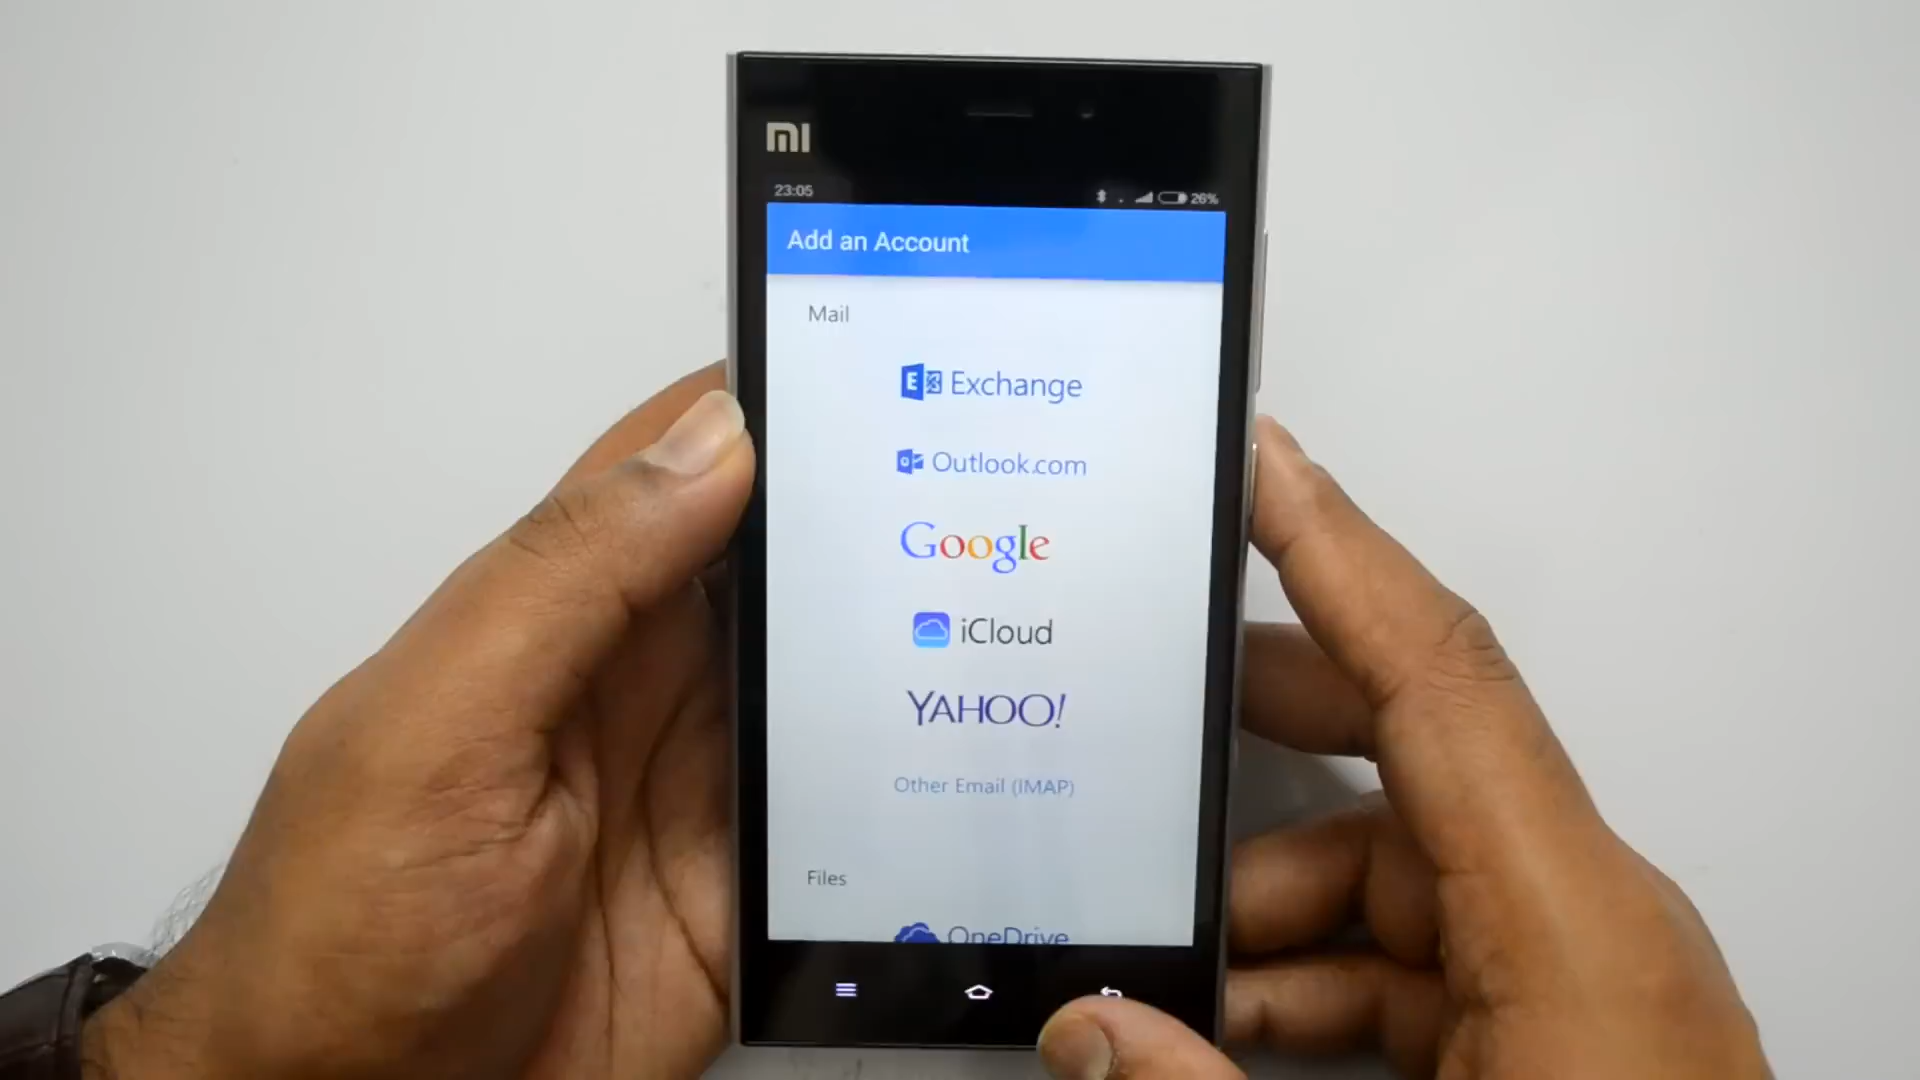 mi
23:05
26%
Add an Account
Mail
E Exchange
o Outlook.com
Google
iCloud
YAHOO!
Other Email (IMAP)
Files
OneDrive